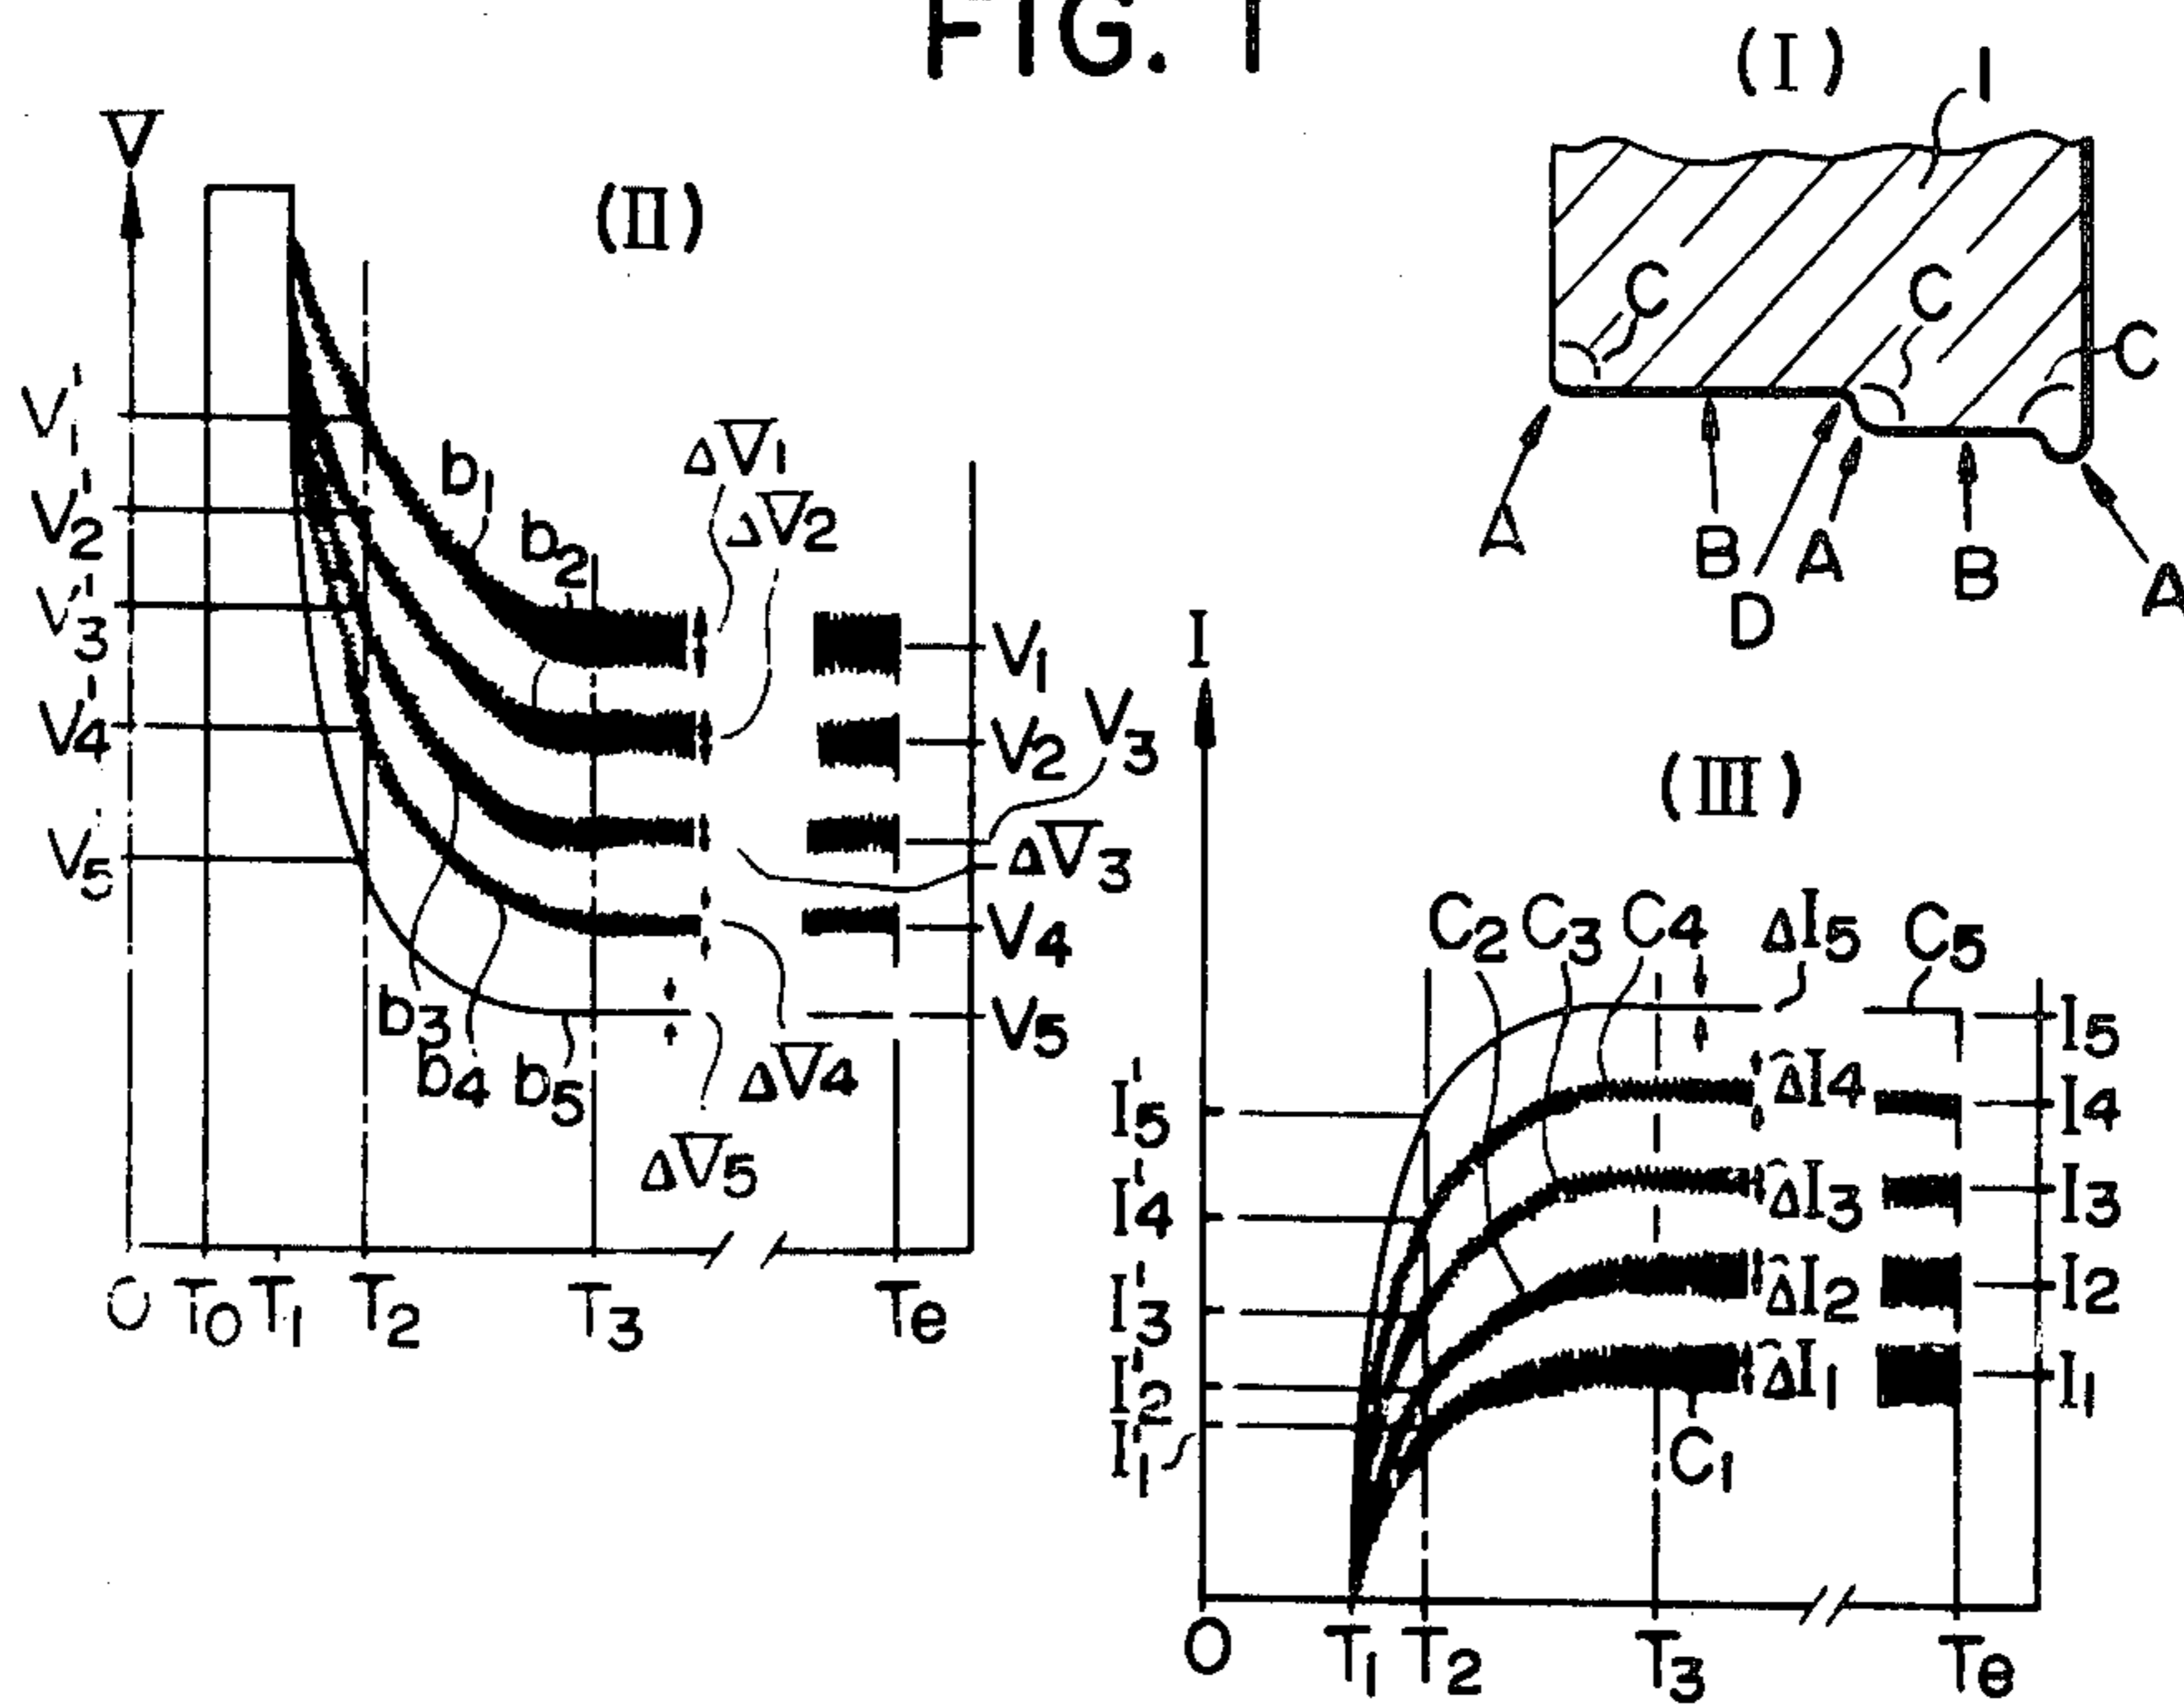 FIG. 1
(I)
1
C
C
C
A
B
D
A
B
A
(II)
V
V'1
V'2
V'3
V'4
V'5
b1
b2
b3
b4
b5
ΔV1
ΔV2
ΔV3
ΔV4
ΔV5
V1
V2
V3
V4
V5
O T0 T1 T2 T3 Te
(III)
I
C2 C3 C4 ΔI5 C5
I'5
I'4
I'3
I'2
I'1
ΔI4
ΔI3
ΔI2
ΔI1
C1
I5
I4
I3
I2
I1
O T1 T2 T3 Te